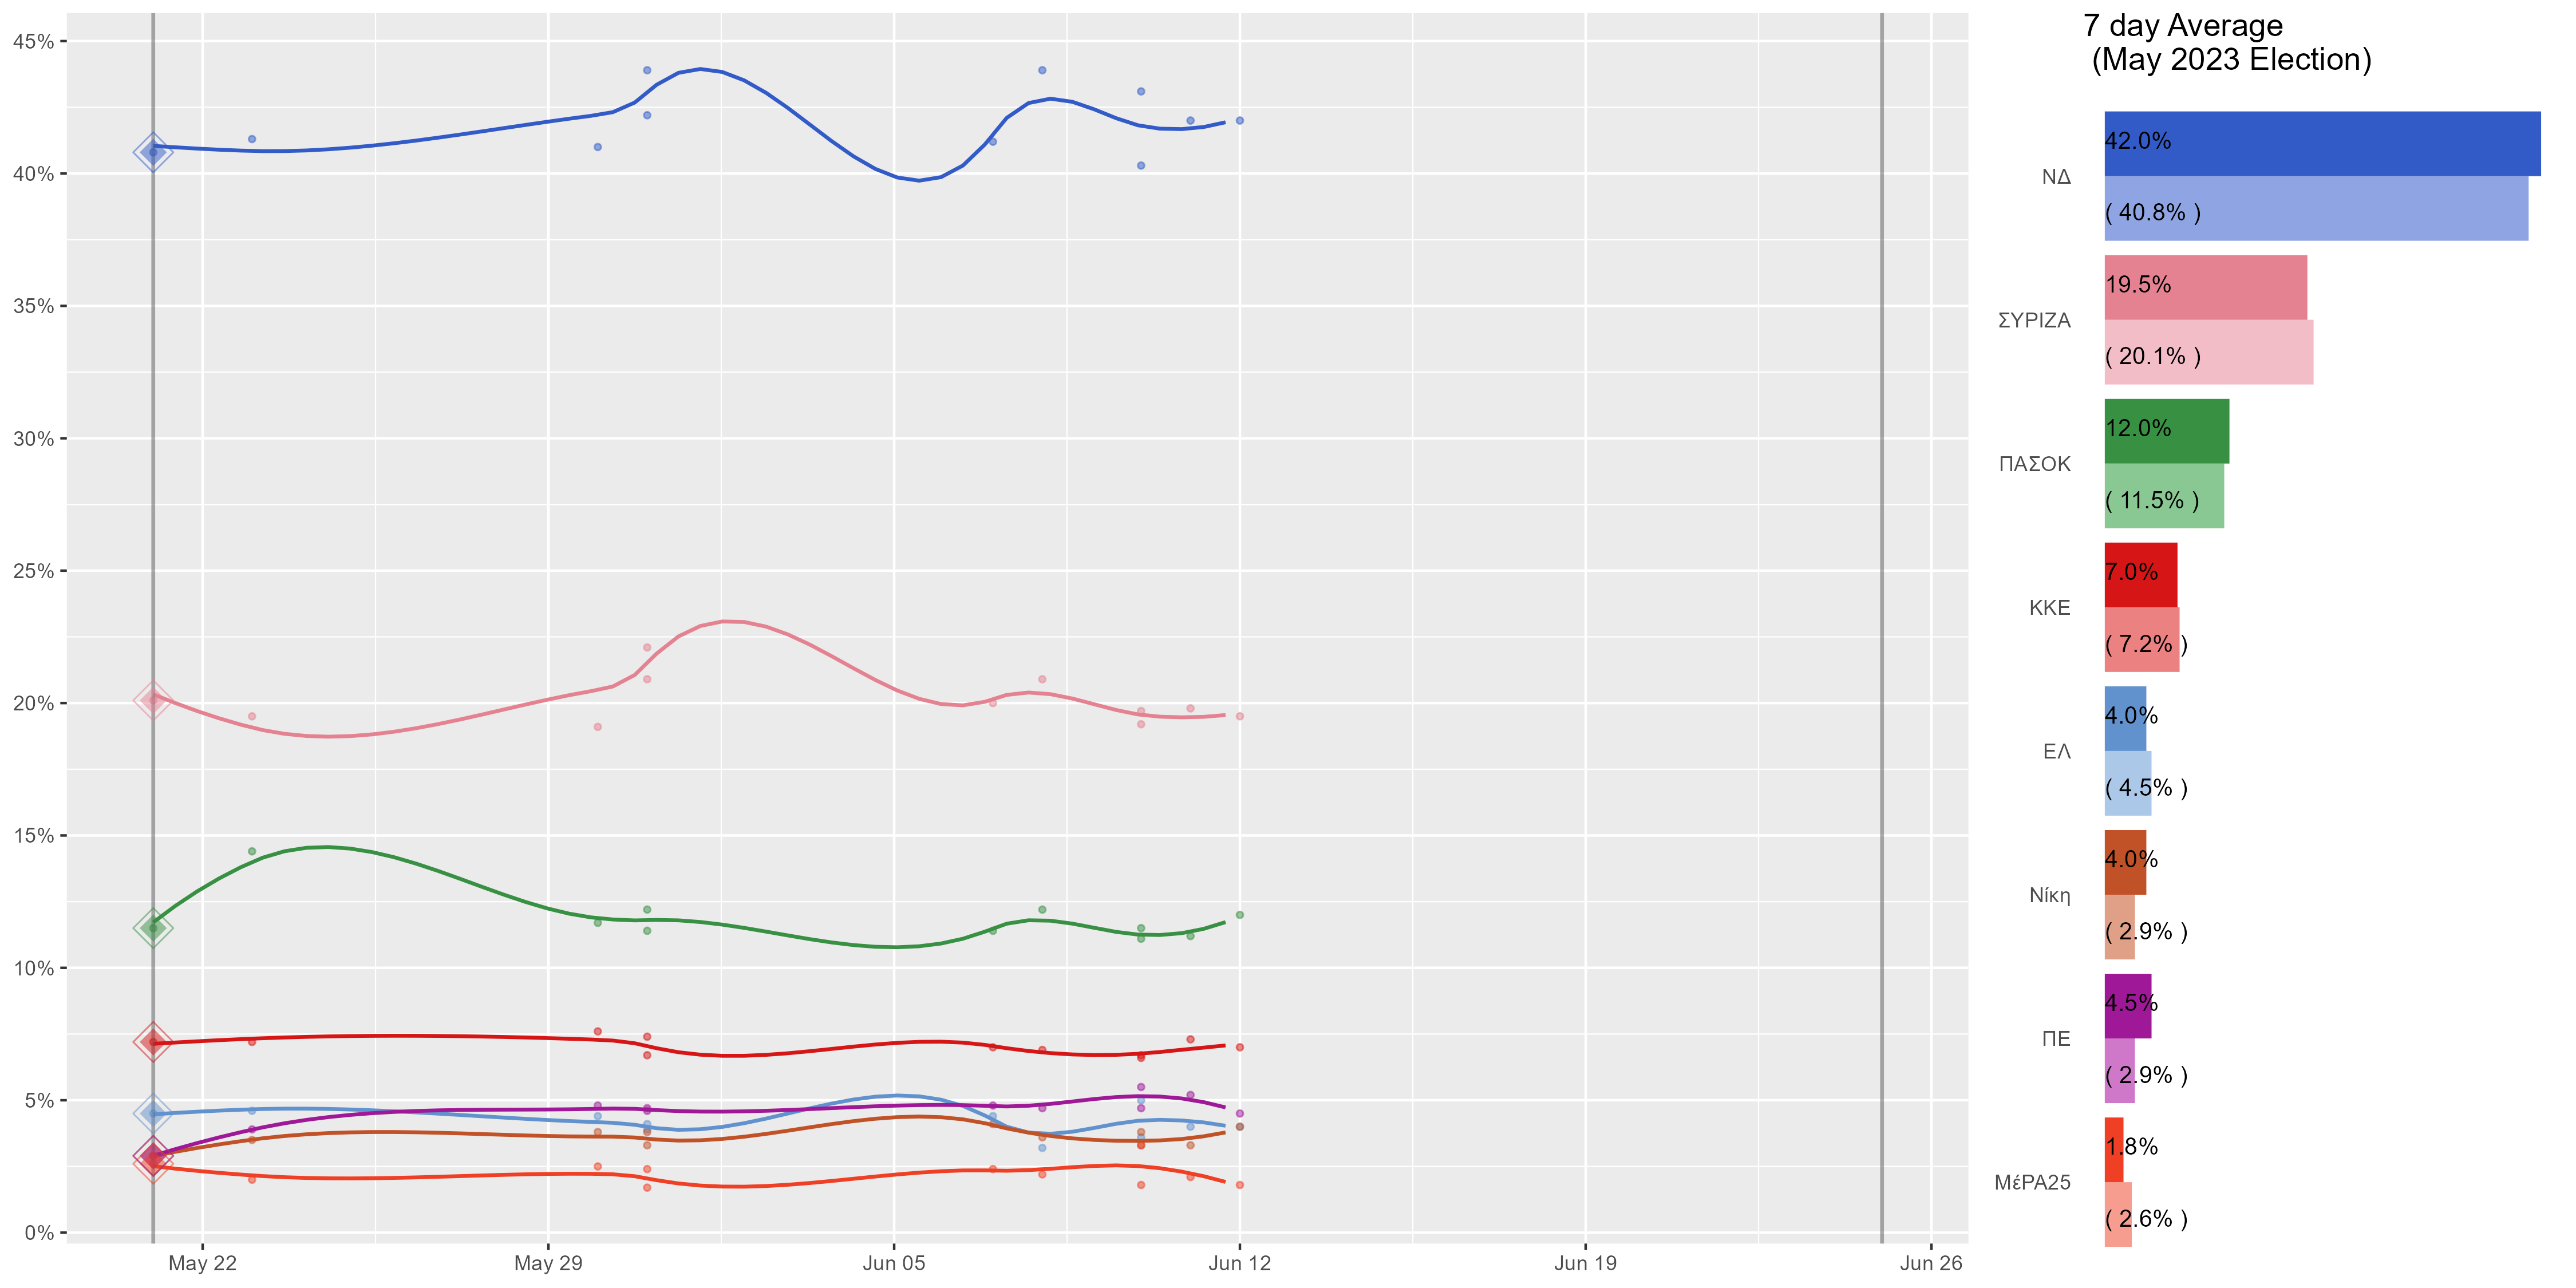 45%
40%
35%
30%
25%
20%
15%
10%
5%
0%
May 22
May 29
Jun 05
Jun 12
Jun 19
Jun 26
7 day Average
(May 2023 Election)
ΝΔ
42.0%
( 40.8% )
ΣΥΡΙΖΑ
19.5%
( 20.1% )
ΠΑΣΟΚ
12.0%
( 11.5% )
ΚΚΕ
7.0%
( 7.2% )
ΕΛ
4.0%
( 4.5% )
Νίκη
4.0%
( 2.9% )
ΠΕ
4.5%
( 2.9% )
ΜέΡΑ25
1.8%
( 2.6% )